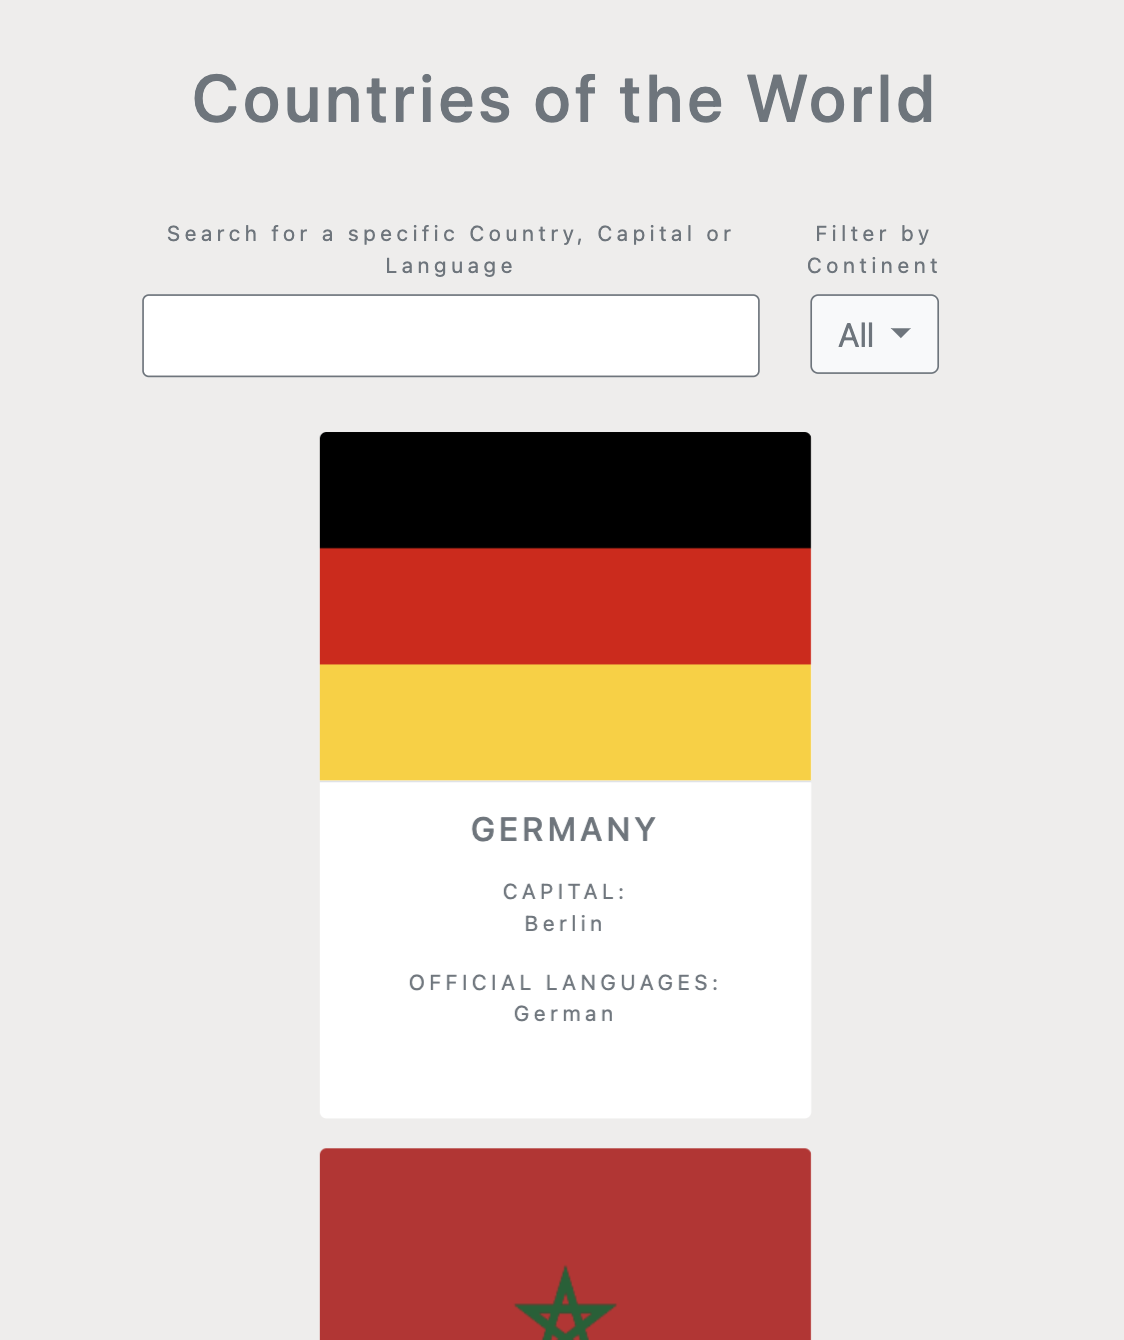 Countries of the World
Search for a specific Country, Capital or
Language
Filter by
Continent
All
GERMANY
CAPITAL:
Berlin
OFFICIAL LANGUAGES:
German